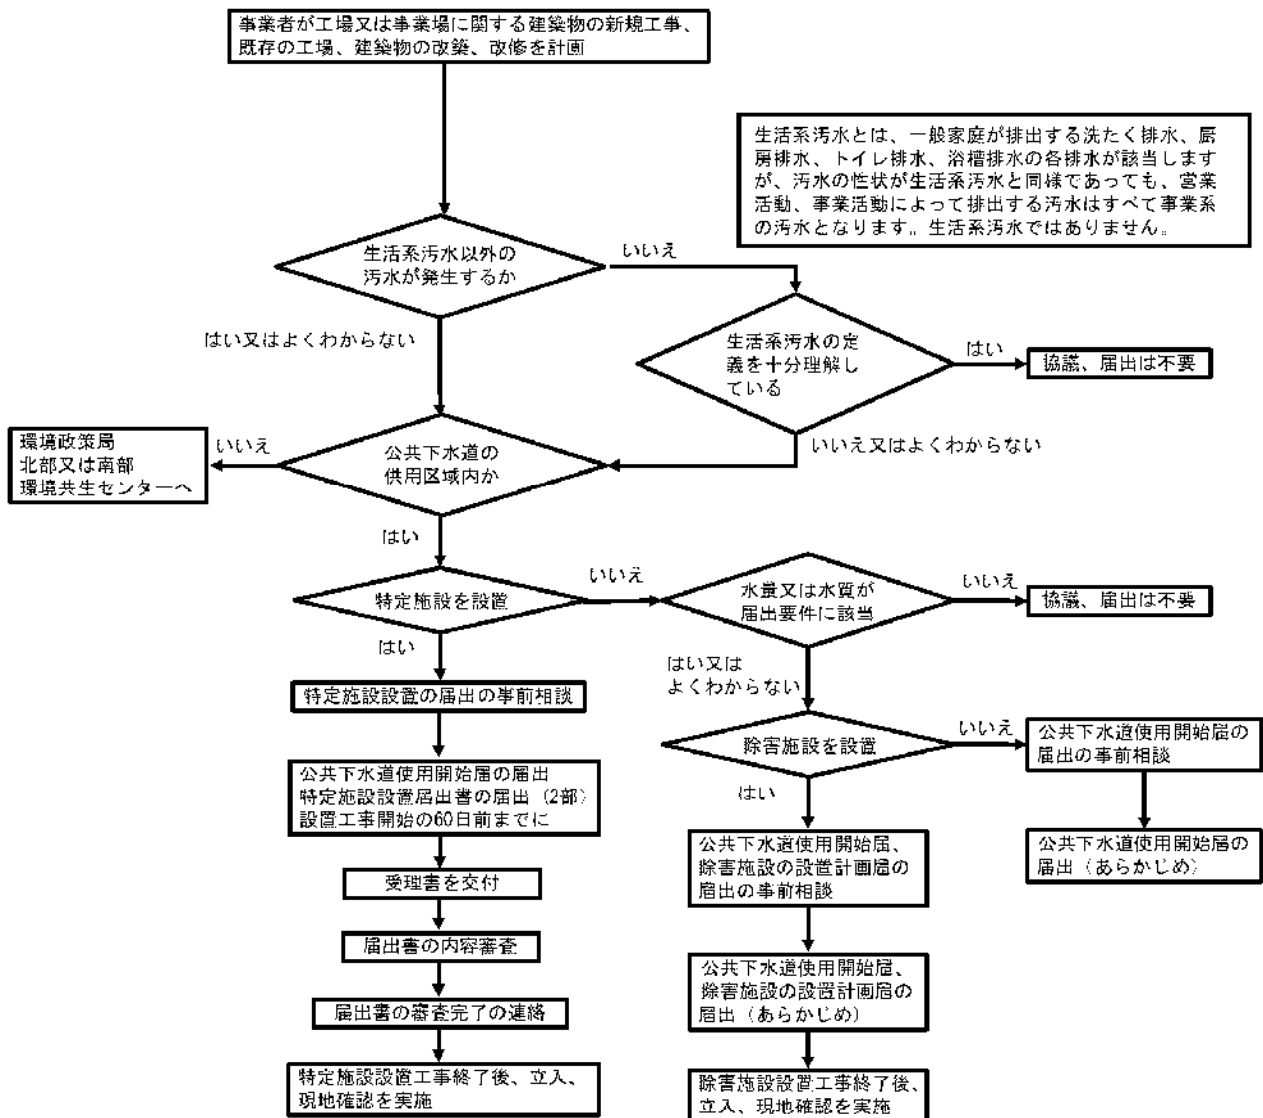 事業者が工場又は事業場に関する建築物の新規工事、
既存の工場、建築物の改築、改修を計画
生活系汚水とは、一般家庭が排出する洗たく排水、厨
房排水、トイレ排水、浴槽排水の各排水が該当します
が、汚水の性状が生活系汚水と同様であっても、営業
活動、事業活動によって排出する汚水はすべて事業系
の汚水となります。生活系汚水ではありません。
生活系汚水以外の
汚水が発生するか
いいえ
はい又はよくわからない
生活系汚水の定
義を十分理解し
ている
はい
協議、届出は不要
いいえ又はよくわからない
公共下水道の
供用区域内か
いいえ
環境政策局
北部又は南部
環境共生センターへ
はい
特定施設を設置
いいえ
水量又は水質が
届出要件に該当
いいえ
協議、届出は不要
はい
はい又は
よくわからない
特定施設設置の届出の事前相談
除害施設を設置
いいえ
公共下水道使用開始届の
届出の事前相談
はい
公共下水道使用開始届の届出
特定施設設置届出書の届出（2部）
設置工事開始の60日前までに
公共下水道使用開始届、
除害施設の設置計画届の
届出の事前相談
公共下水道使用開始届の
届出（あらかじめ）
受理書を交付
届出書の内容審査
公共下水道使用開始届、
除害施設の設置計画届の
届出（あらかじめ）
届出書の審査完了の連絡
特定施設設置工事終了後、立入、
現地確認を実施
除害施設設置工事終了後、
立入、現地確認を実施